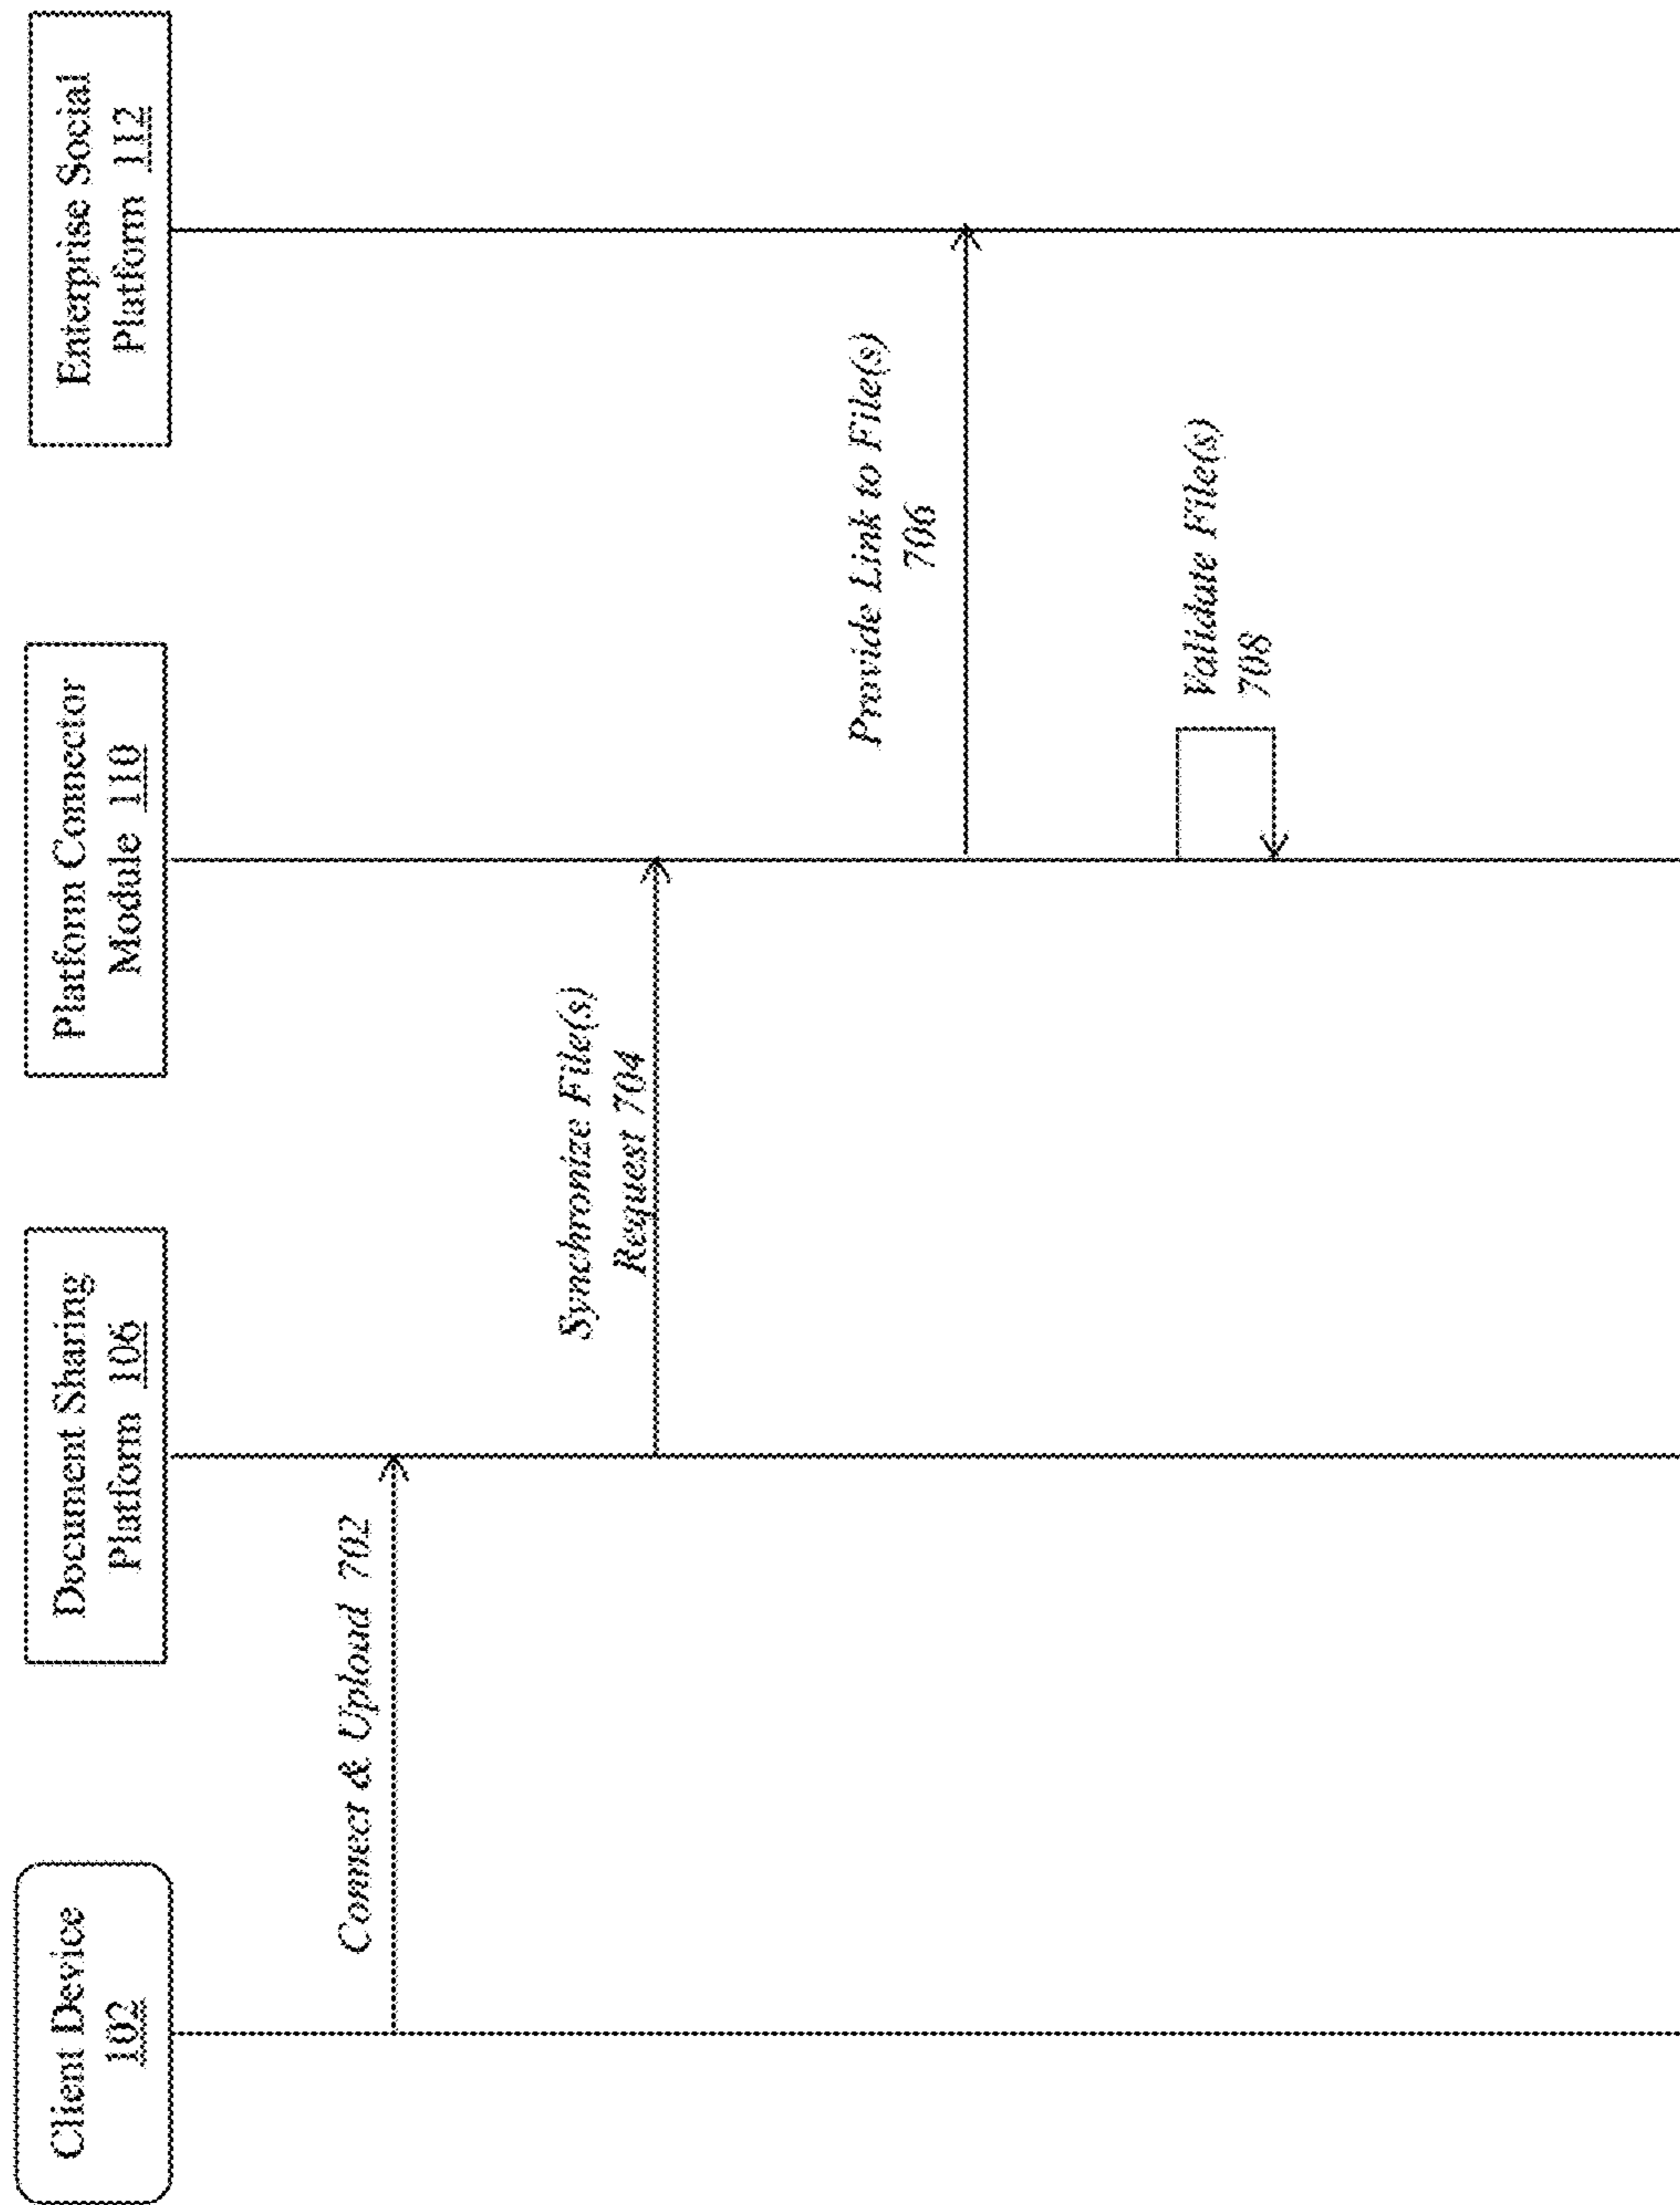 Client Device
102
Document Sharing
Platform 106
Platform Connector
Module 110
Enterprise Social
Platform 112
Connect & Upload 702
Synchronize File(s)
Request 704
Provide Link to File(s)
706
Validate File(s)
708